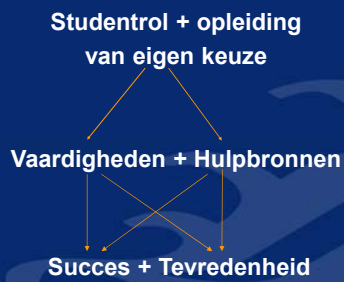 Studentrol + opleiding
van eigen keuze
Vaardigheden + Hulpbronnen
Succes + Tevredenheid